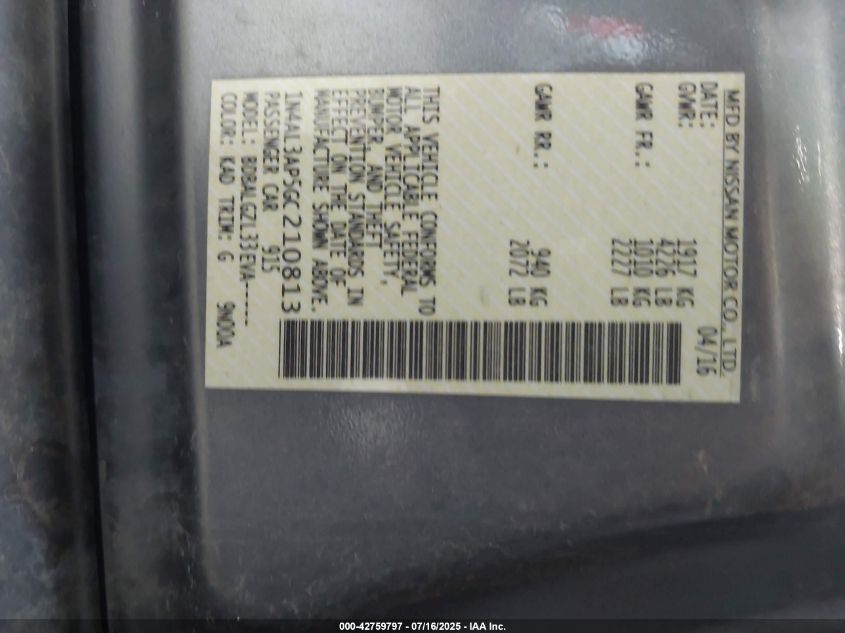 MFD BY NISSAN MOTOR CO., LTD.
DATE: 04/16
GVWR: 1917 KG
4226 LB
GAWR FR.: 1010 KG
2227 LB
GAWR RR.: 940 KG
2072 LB
THIS VEHICLE CONFORMS TO
ALL APPLICABLE FEDERAL
MOTOR VEHICLE SAFETY,
BUMPER AND THEFT
PREVENTION STANDARDS IN
EFFECT ON THE DATE OF
MANUFACTURE SHOWN ABOVE.
1N4AL3AP5GC210813
PASSENGER CAR 915
MODEL: BDBALGZL33EVA-----
COLOR: KAD TRIM: G 9N00A
000-42759797 - 07/16/2025 - IAA Inc.